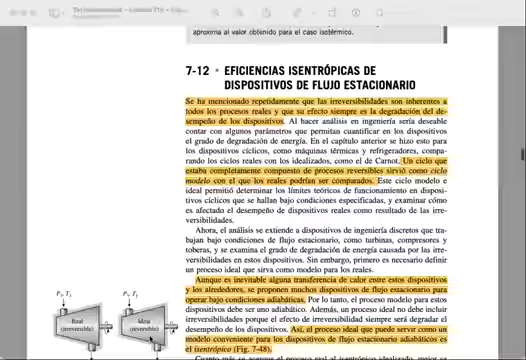 aproxima al valor obtenido para el caso isotérmico.
7-12 • EFICIENCIAS ISENTRÓPICAS DE
DISPOSITIVOS DE FLUJO ESTACIONARIO
Se ha mencionado repetidamente que las irreversibilidades son inherentes a
todos los procesos reales y que su efecto siempre es la degradación del de-
sempeño de los dispositivos. Al hacer análisis en ingeniería sería deseable
contar con algunos parámetros que permitan cuantificar en los dispositivos
el grado de degradación de energía. En el capítulo anterior se hizo esto para
los dispositivos cíclicos, como máquinas térmicas y refrigeradores, compa-
rando los ciclos reales con los idealizados, como el de Carnot. Un ciclo que
estaba completamente compuesto de procesos reversibles sirvió como ciclo
modelo con el que los reales podrían ser comparados. Este ciclo modelo e
ideal permitió determinar los límites teóricos de funcionamiento en disposi-
tivos cíclicos que se hallan bajo condiciones especificadas, y examinar cómo
es afectado el desempeño de dispositivos reales como resultado de las irre-
versibilidades.
Ahora, el análisis se extiende a dispositivos de ingeniería discretos que tra-
bajan bajo condiciones de flujo estacionario, como turbinas, compresores y
toberas, y se examina el grado de degradación de energía causada por las irre-
versibilidades en estos dispositivos. Sin embargo, primero es necesario definir
un proceso ideal que sirva como modelo para los reales.
Aunque es inevitable alguna transferencia de calor entre estos dispositivos
y los alrededores, se proponen muchos dispositivos de flujo estacionario para
operar bajo condiciones adiabáticas. Por lo tanto, el proceso modelo para estos
dispositivos debe ser uno adiabático. Además, un proceso ideal no debe incluir
irreversibilidades porque el efecto de irreversibilidad siempre será degradar el
desempeño de los dispositivos. Así, el proceso ideal que puede servir como un
modelo conveniente para los dispositivos de flujo estacionario adiabáticos es
el isentrópico (Fig. 7-48).
P₁, T₁
P₁, T₁
Real
(irreversible)
Ideal
(reversible)